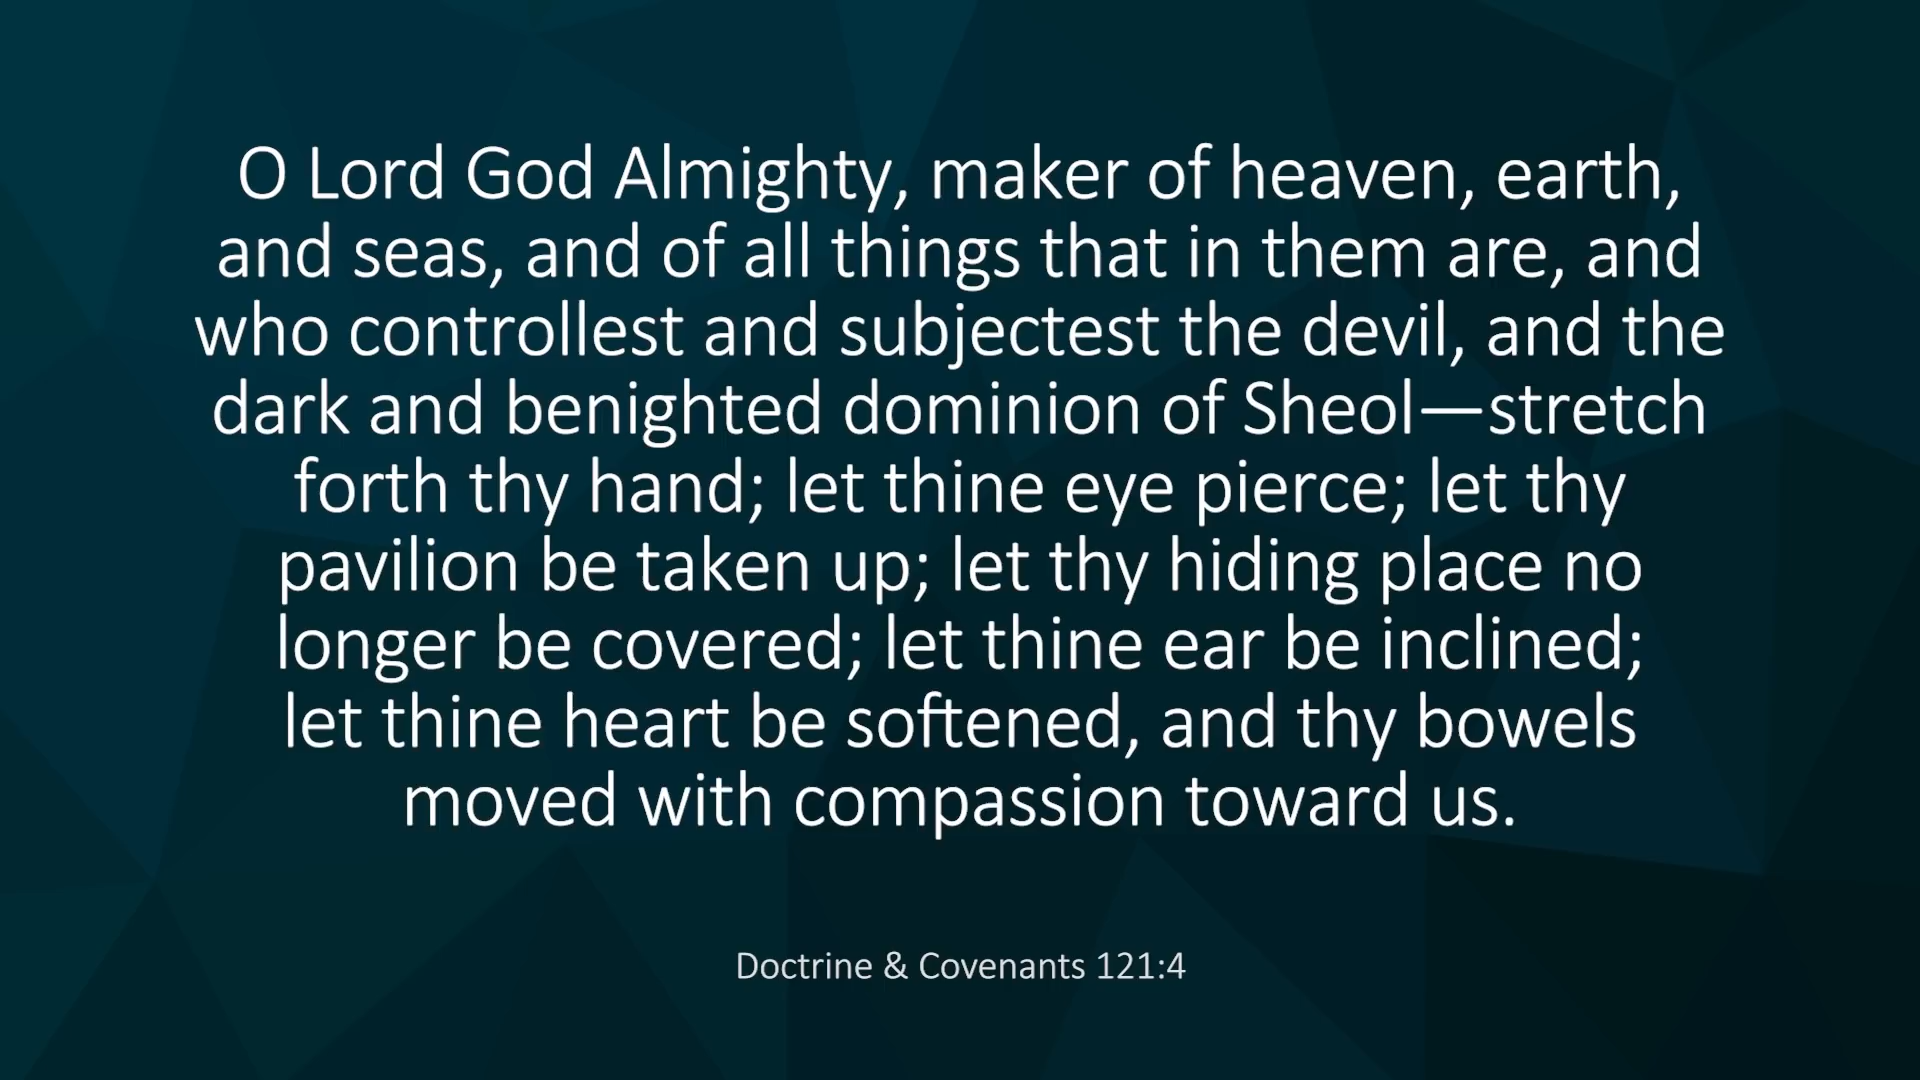 O Lord God Almighty, maker of heaven, earth,
and seas, and of all things that in them are, and
who controllest and subjectest the devil, and the
dark and benighted dominion of Sheol—stretch
forth thy hand; let thine eye pierce; let thy
pavilion be taken up; let thy hiding place no
longer be covered; let thine ear be inclined;
let thine heart be softened, and thy bowels
moved with compassion toward us.
Doctrine & Covenants 121:4